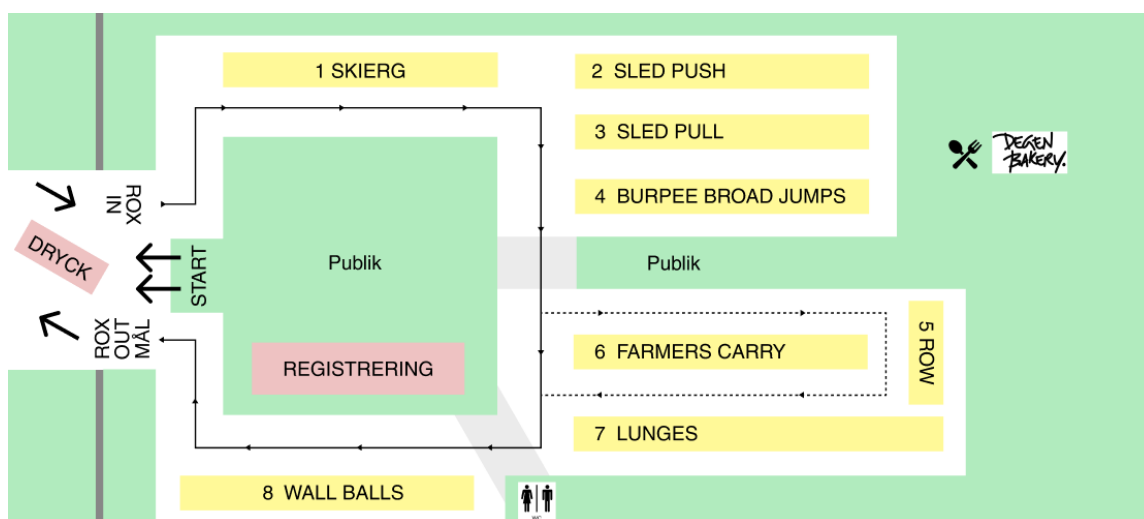 1 SKIERG
2 SLED PUSH
3 SLED PULL
DEGEN
BAKERY.
ROX
IN
4 BURPEE BROAD JUMPS
DRYCK
START
Publik
Publik
ROX
OUT
MÅL
REGISTRERING
6 FARMERS CARRY
5 ROW
7 LUNGES
8 WALL BALLS